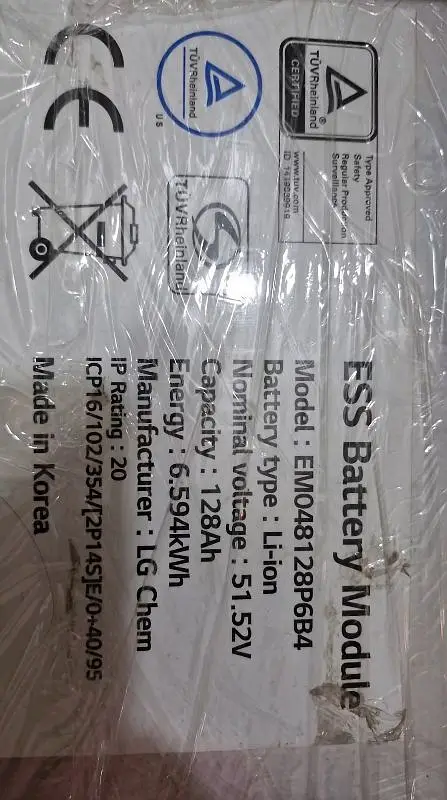 TÜVRheinland
CERTIFIED
TÜVRheinland
US
Type Approved
Safety
Regular Production
Surveillance
www.tuv.com
ID
TÜVRheinland
ESS Battery Module
Model : EM048128P6B4
Battery type : Li-ion
Nominal voltage : 51.52V
Capacity : 128Ah
Energy : 6.594kWh
Manufacturer : LG Chem
IP Rating : 20
ICP16/102/354/[2P14S]E/0+40/95
Made in Korea
CE